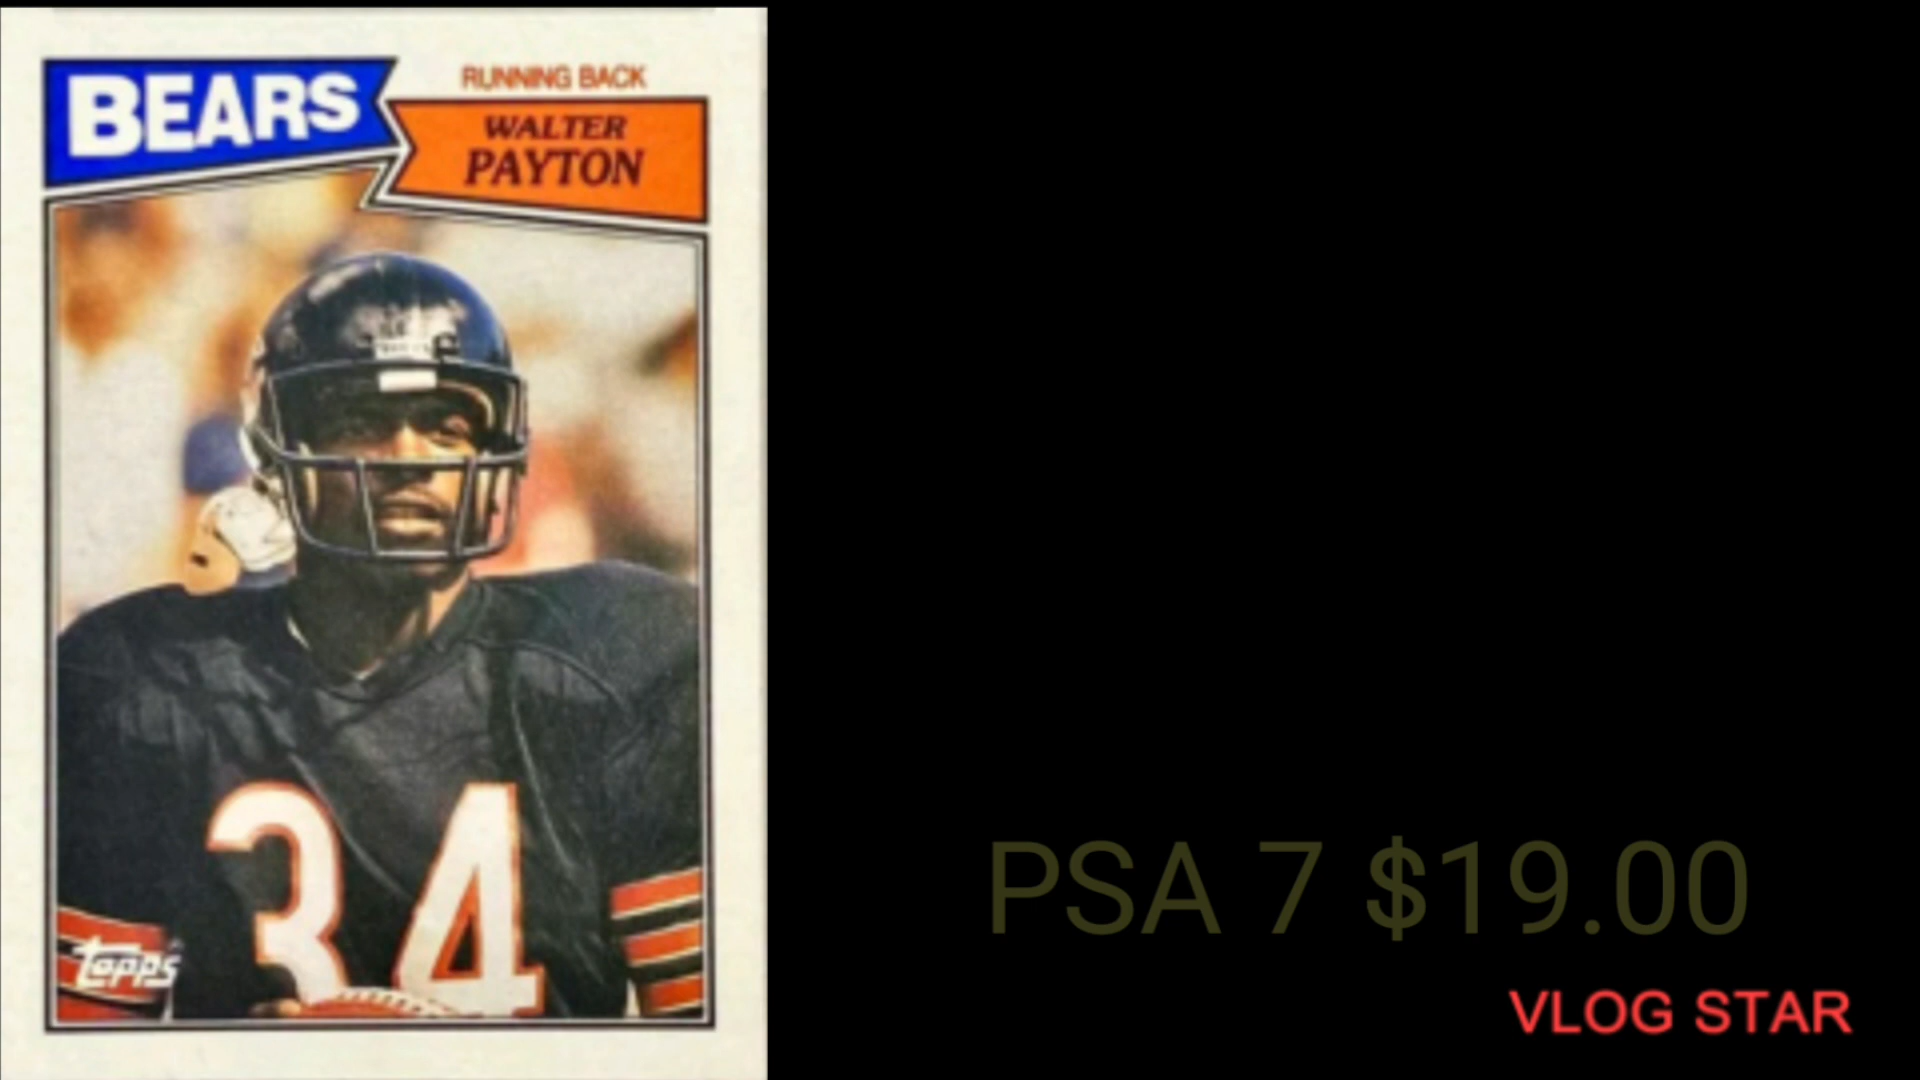 BEARS
RUNNING BACK
WALTER
PAYTON
34
topps
PSA 7 $19.00
VLOG STAR